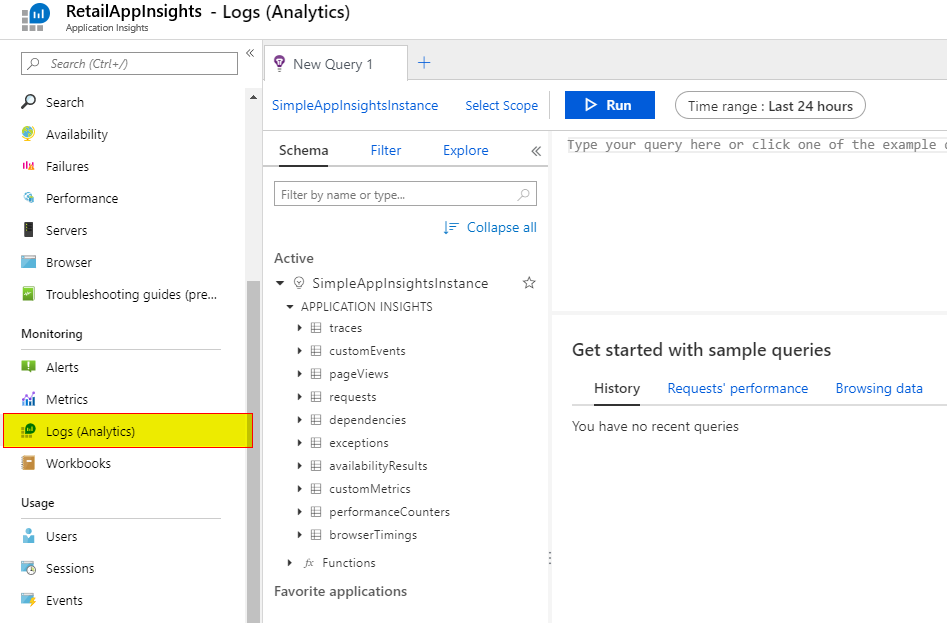 RetailAppInsights - Logs (Analytics)
Application Insights
Search (Ctrl+/)
«
Search
Availability
Failures
Performance
Servers
Browser
Troubleshooting guides (pre...
Monitoring
Alerts
Metrics
Logs (Analytics)
Workbooks
Usage
Users
Sessions
Events
New Query 1
+
SimpleAppInsightsInstance Select Scope
Run
Time range : Last 24 hours
Schema Filter Explore «
Filter by name or type...
Collapse all
Active
SimpleAppInsightsInstance
APPLICATION INSIGHTS
traces
customEvents
pageViews
requests
dependencies
exceptions
availabilityResults
customMetrics
performanceCounters
browserTimings
fx Functions
Favorite applications
Type your query here or click one of the example
Get started with sample queries
History Requests' performance Browsing data
You have no recent queries